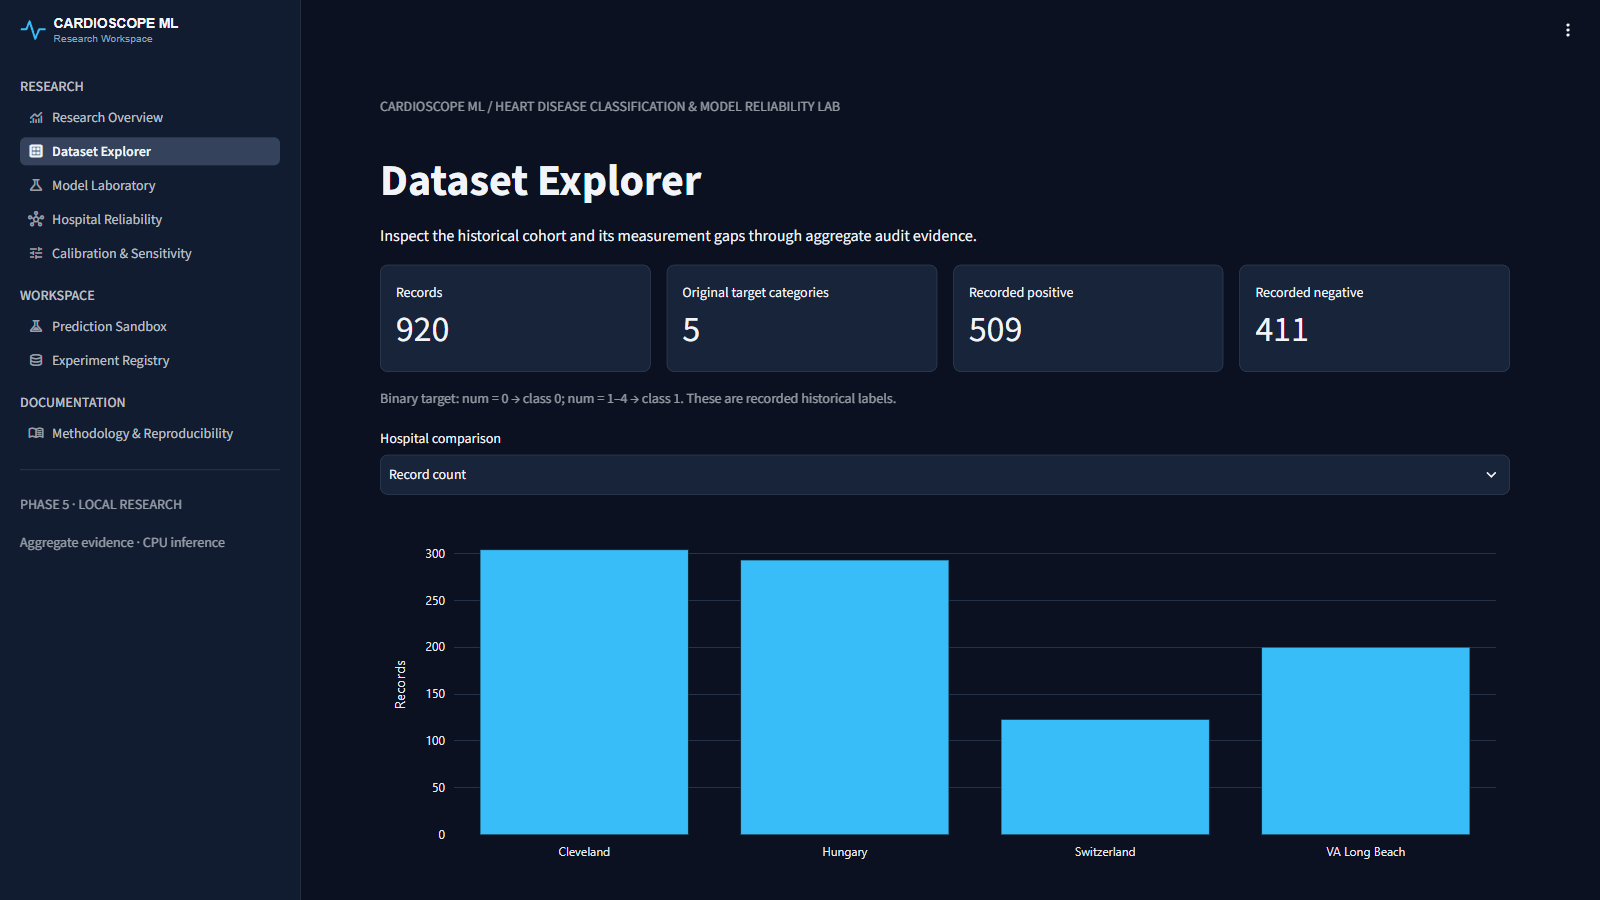 CARDIOSCOPE ML
Research Workspace
RESEARCH
Research Overview
Dataset Explorer
Model Laboratory
Hospital Reliability
Calibration & Sensitivity
WORKSPACE
Prediction Sandbox
Experiment Registry
DOCUMENTATION
Methodology & Reproducibility
PHASE 5 · LOCAL RESEARCH
Aggregate evidence · CPU inference
CARDIOSCOPE ML / HEART DISEASE CLASSIFICATION & MODEL RELIABILITY LAB
Dataset Explorer
Inspect the historical cohort and its measurement gaps through aggregate audit evidence.
Records
920
Original target categories
5
Recorded positive
509
Recorded negative
411
Binary target: num = 0 → class 0; num = 1–4 → class 1. These are recorded historical labels.
Hospital comparison
Record count
Records
300
250
200
150
100
50
0
Cleveland
Hungary
Switzerland
VA Long Beach